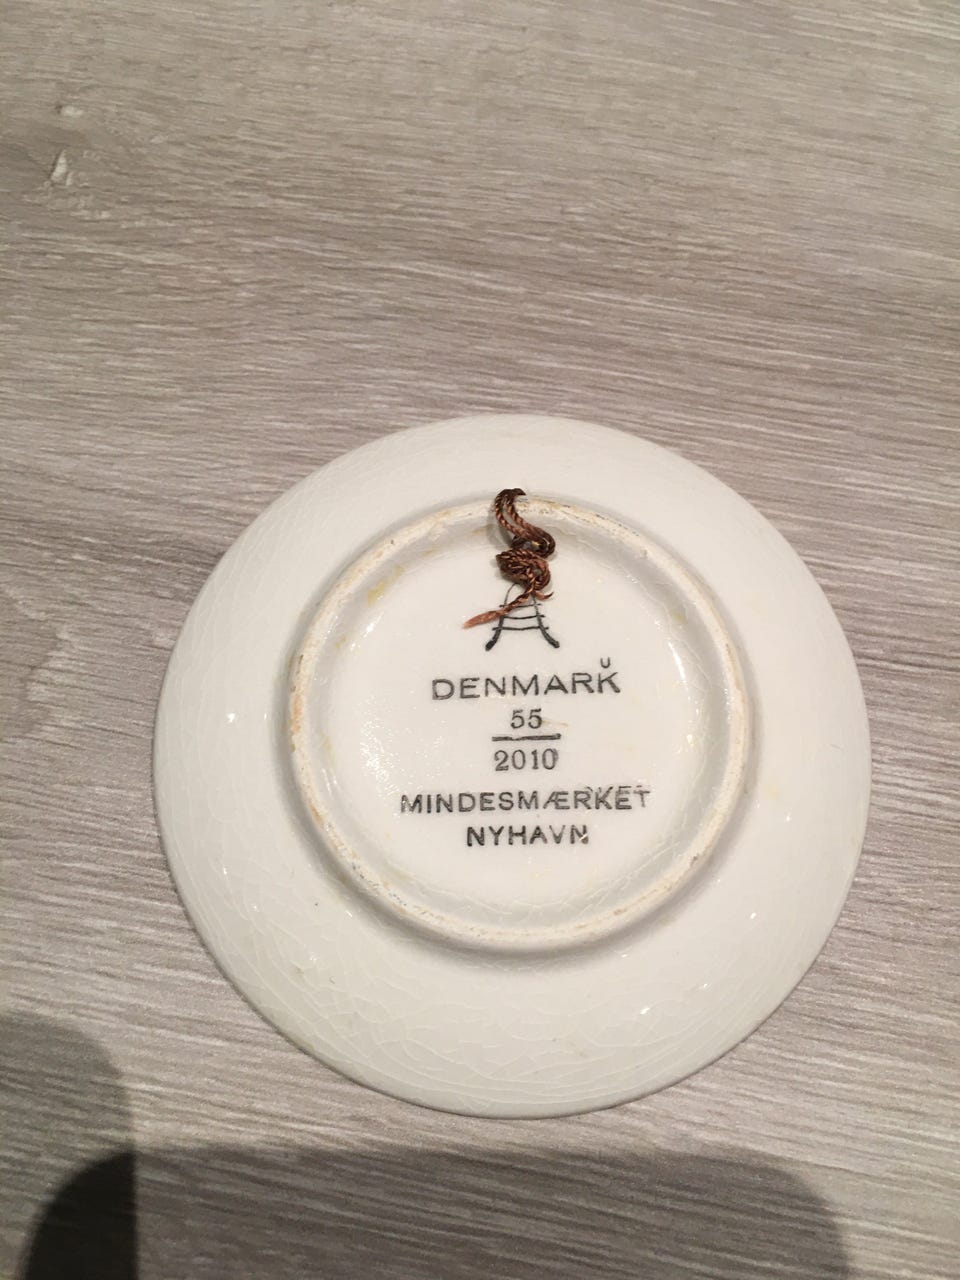 DENMARK̆
55
2010
MINDESMÆRKET
NYHAVN